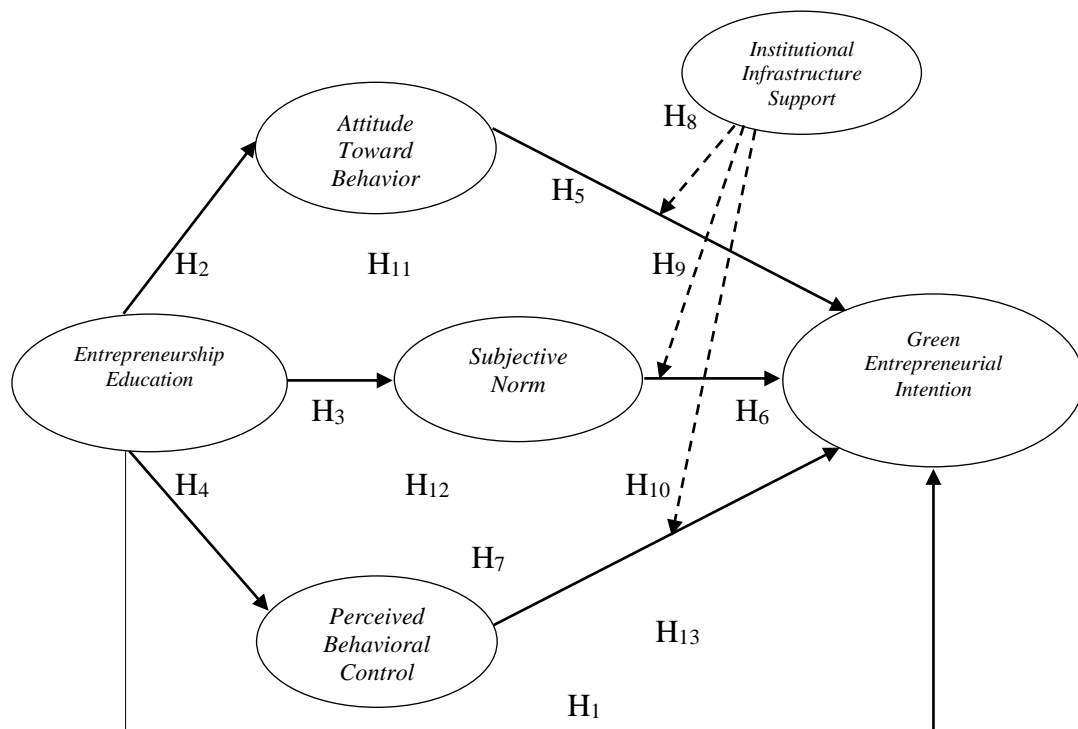 Institutional
Infrastructure
Support
Attitude
Toward
Behavior
H8
H5
H2
H11
H9
Entrepreneurship
Education
Subjective
Norm
Green
Entrepreneurial
Intention
H3
H6
H4
H12
H10
H7
Perceived
Behavioral
Control
H13
H1